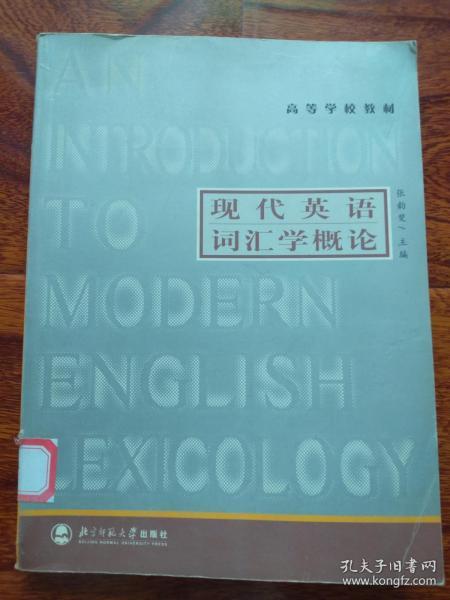 高等学校教材
AN
INTRODUCTION
TO
MODERN
ENGLISH
LEXICOLOGY
现代英语
词汇学概论
张韵斐/主编
北京师范大学出版社
BEIJING NORMAL UNIVERSITY PRESS
孔夫子旧书网
www.kongfz.com